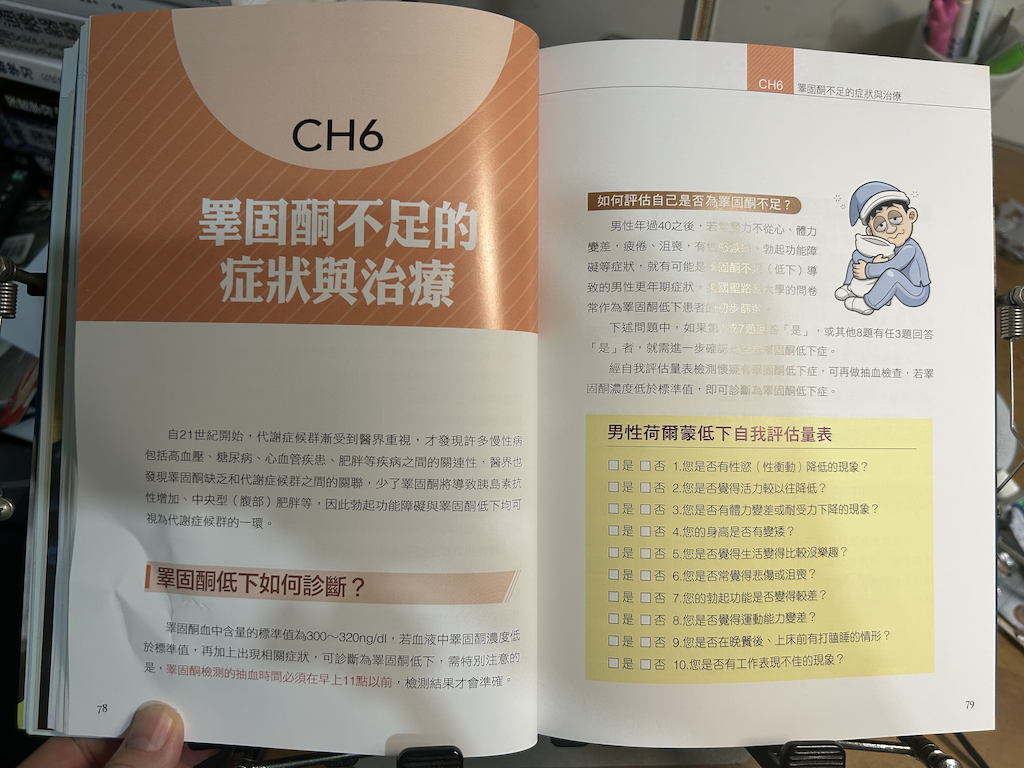 CH6
睪固酮不足的
症狀與治療
自21世紀開始，代謝症候群漸受到醫界重視，才發現許多慢性病
包括高血壓、糖尿病、心血管疾患、肥胖等疾病之間的關連性，醫界也
發現睪固酮缺乏和代謝症候群之間的關聯，少了睪固酮將導致胰島素抗
性增加、中央型（腹部）肥胖等，因此勃起功能障礙與睪固酮低下均可
視為代謝症候群的一環。
睪固酮低下如何診斷？
睪固酮血中含量的標準值為300～320ng/dl，若血液中睪固酮濃度低
於標準值，再加上出現相關症狀，可診斷為睪固酮低下，需特別注意的
是，睪固酮檢測的抽血時間必須在早上11點以前，檢測結果才會準確。
78
CH6 睪固酮不足的症狀與治療
如何評估自己是否為睪固酮不足？
男性年過40之後，若常覺力不從心、體力
變差，疲倦、沮喪，有性、勃起功能障
礙等症狀，就有可能是睪固酮不足（低下）導
致的男性更年期症狀。美國聖路易大學的問卷
常作為睪固酮低下患者的初步篩檢。
下述問題中，如果第或7題回答「是」，或其他8題有任3題回答
「是」者，就需進一步確認睪固酮低下症。
經自我評估量表檢測懷疑有睪固酮低下症，可再做抽血檢查，若睪
固酮濃度低於標準值，即可診斷為睪固酮低下症。
男性荷爾蒙低下自我評估量表
□是 □否 1.您是否有性慾（性衝動）降低的現象？
□是 □否 2.您是否覺得活力較以往降低？
□是 □否 3.您是否有體力變差或耐受力下降的現象？
□是 □否 4.您的身高是否有變矮？
□是 □否 5.您是否覺得生活變得比較沒樂趣？
□是 □否 6.您是否常覺得悲傷或沮喪？
□是 □否 7.您的勃起功能是否變得較差？
□是 □否 8.您是否覺得運動能力變差？
□是 □否 9.您是否在晚餐後、上床前有打瞌睡的情形？
□是 □否 10.您是否有工作表現不佳的現象？
79